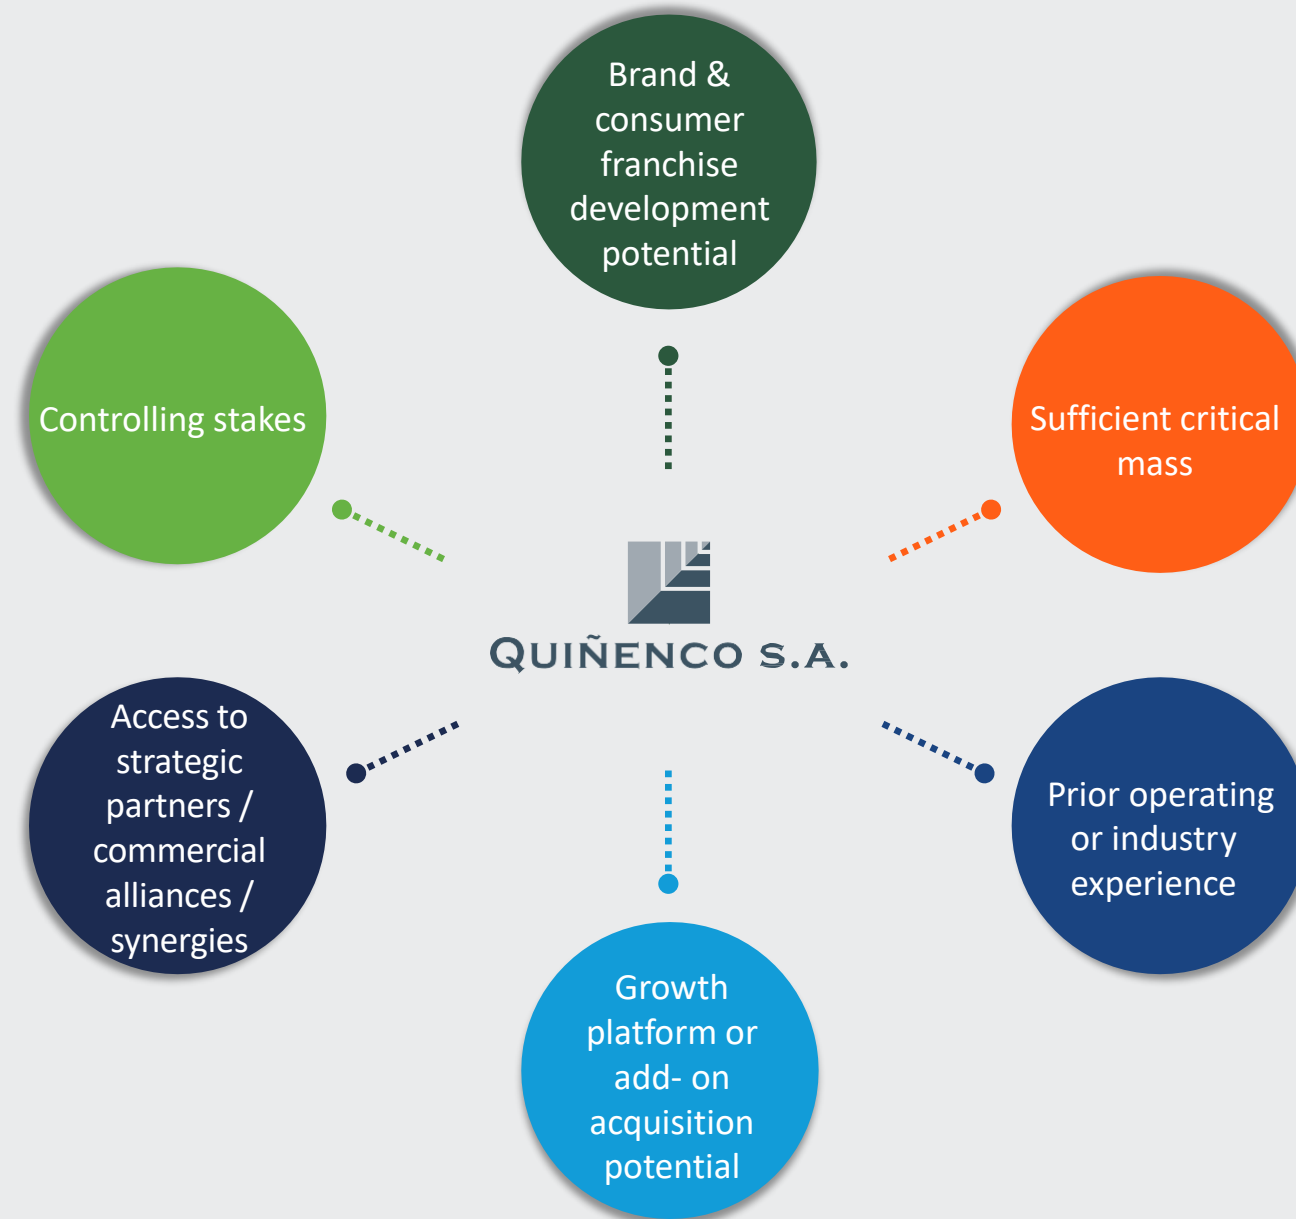 Brand &
consumer
franchise
development
potential
Controlling stakes
Sufficient critical
mass
QUIÑENCO S.A.
Access to
strategic
partners /
commercial
alliances /
synergies
Prior operating
or industry
experience
Growth
platform or
add- on
acquisition
potential